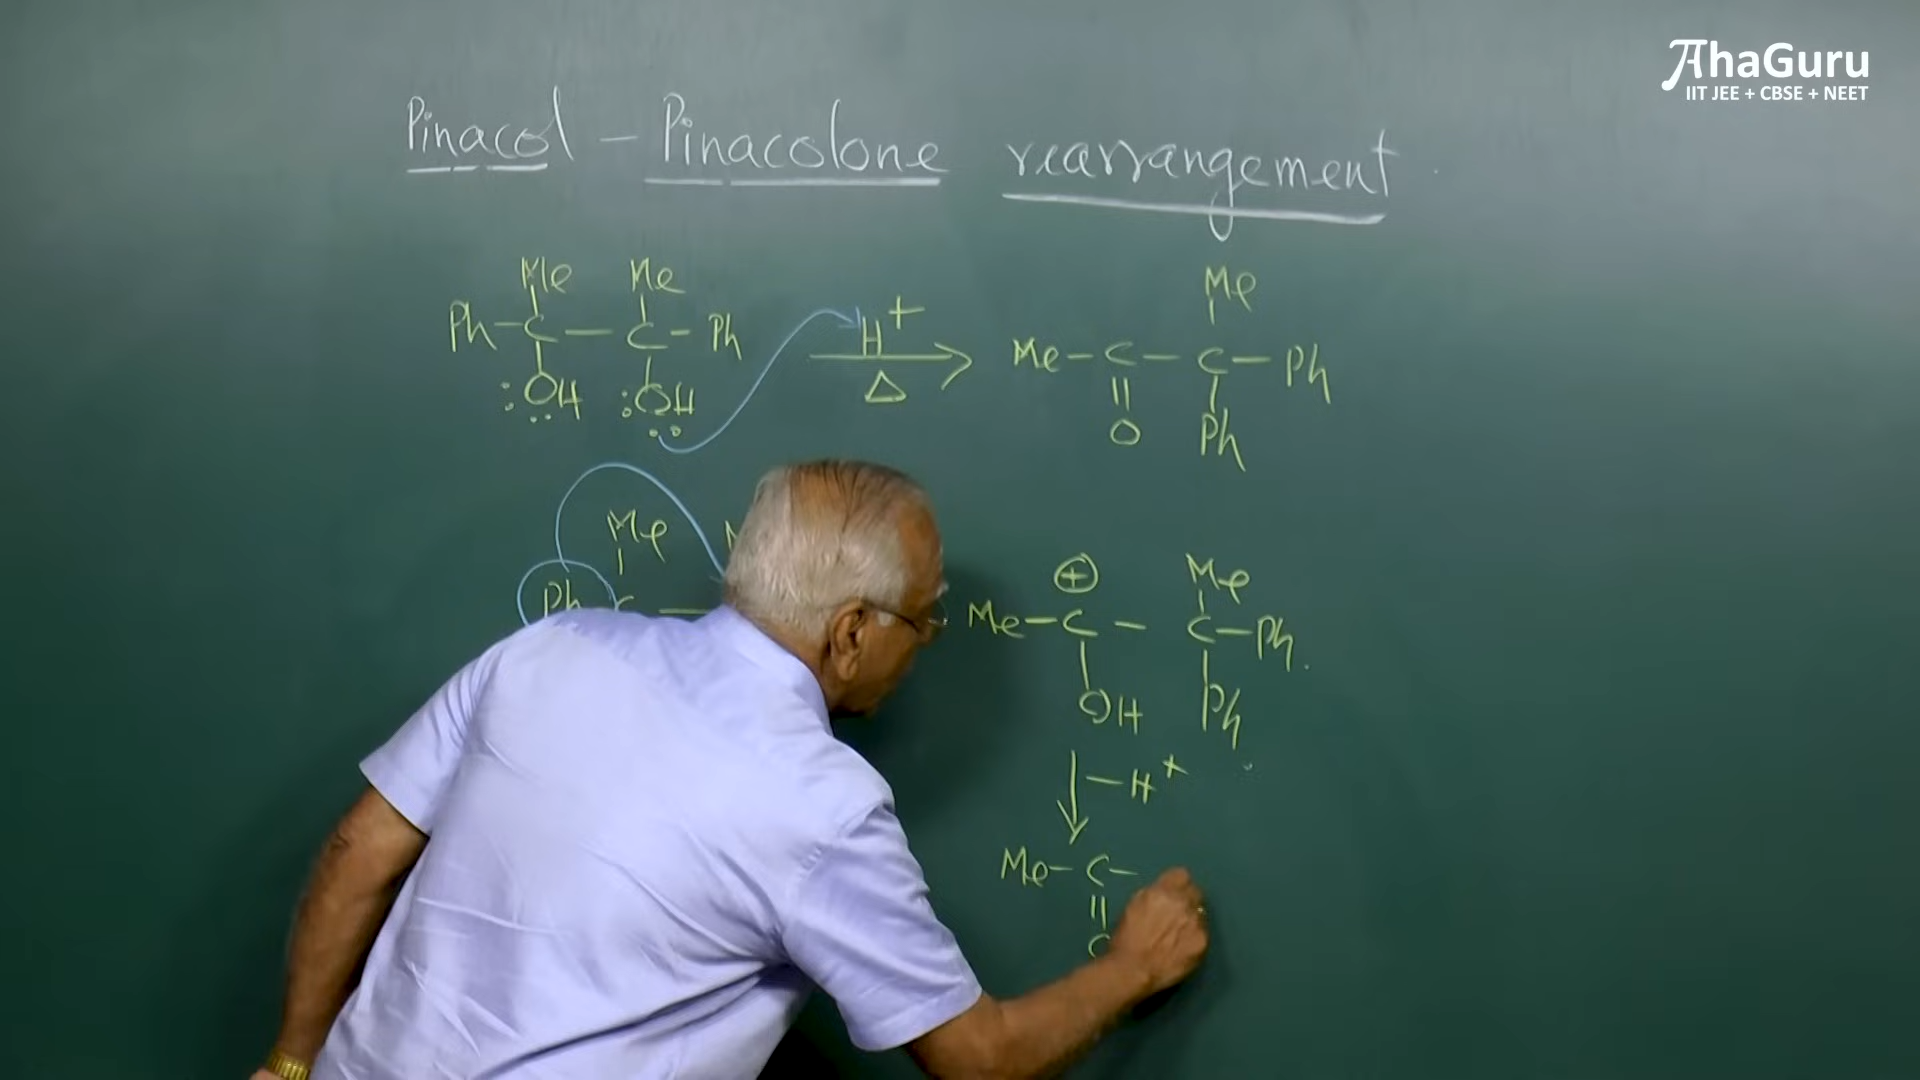 AhaGuru
IIT JEE + CBSE + NEET
Pinacol - Pinacolone rearrangement
Me Me Me
Ph-C-C-Ph H+ Me-C-C-Ph
:OH :OH Δ O Ph
Me ⊕ Me
Ph C Me-C-C-Ph.
OH Ph
-H+
Me-C-